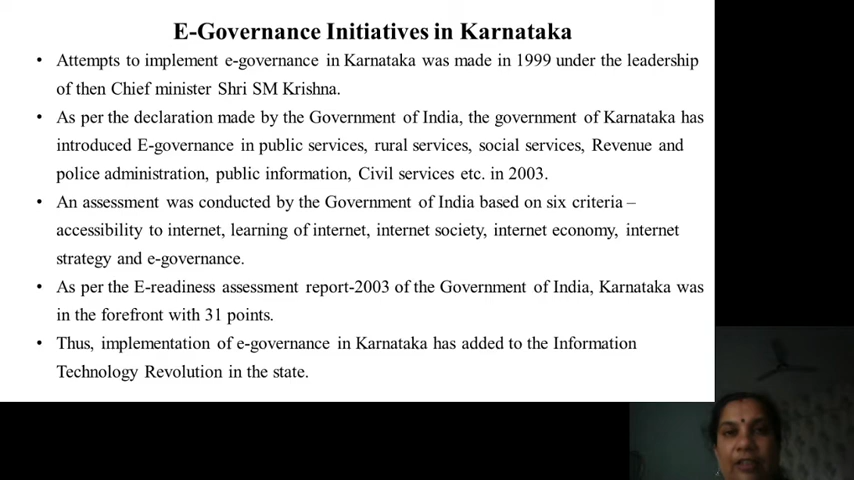 E-Governance Initiatives in Karnataka
• Attempts to implement e-governance in Karnataka was made in 1999 under the leadership
of then Chief minister Shri SM Krishna.
• As per the declaration made by the Government of India, the government of Karnataka has
introduced E-governance in public services, rural services, social services, Revenue and
police administration, public information, Civil services etc. in 2003.
• An assessment was conducted by the Government of India based on six criteria –
accessibility to internet, learning of internet, internet society, internet economy, internet
strategy and e-governance.
• As per the E-readiness assessment report-2003 of the Government of India, Karnataka was
in the forefront with 31 points.
• Thus, implementation of e-governance in Karnataka has added to the Information
Technology Revolution in the state.